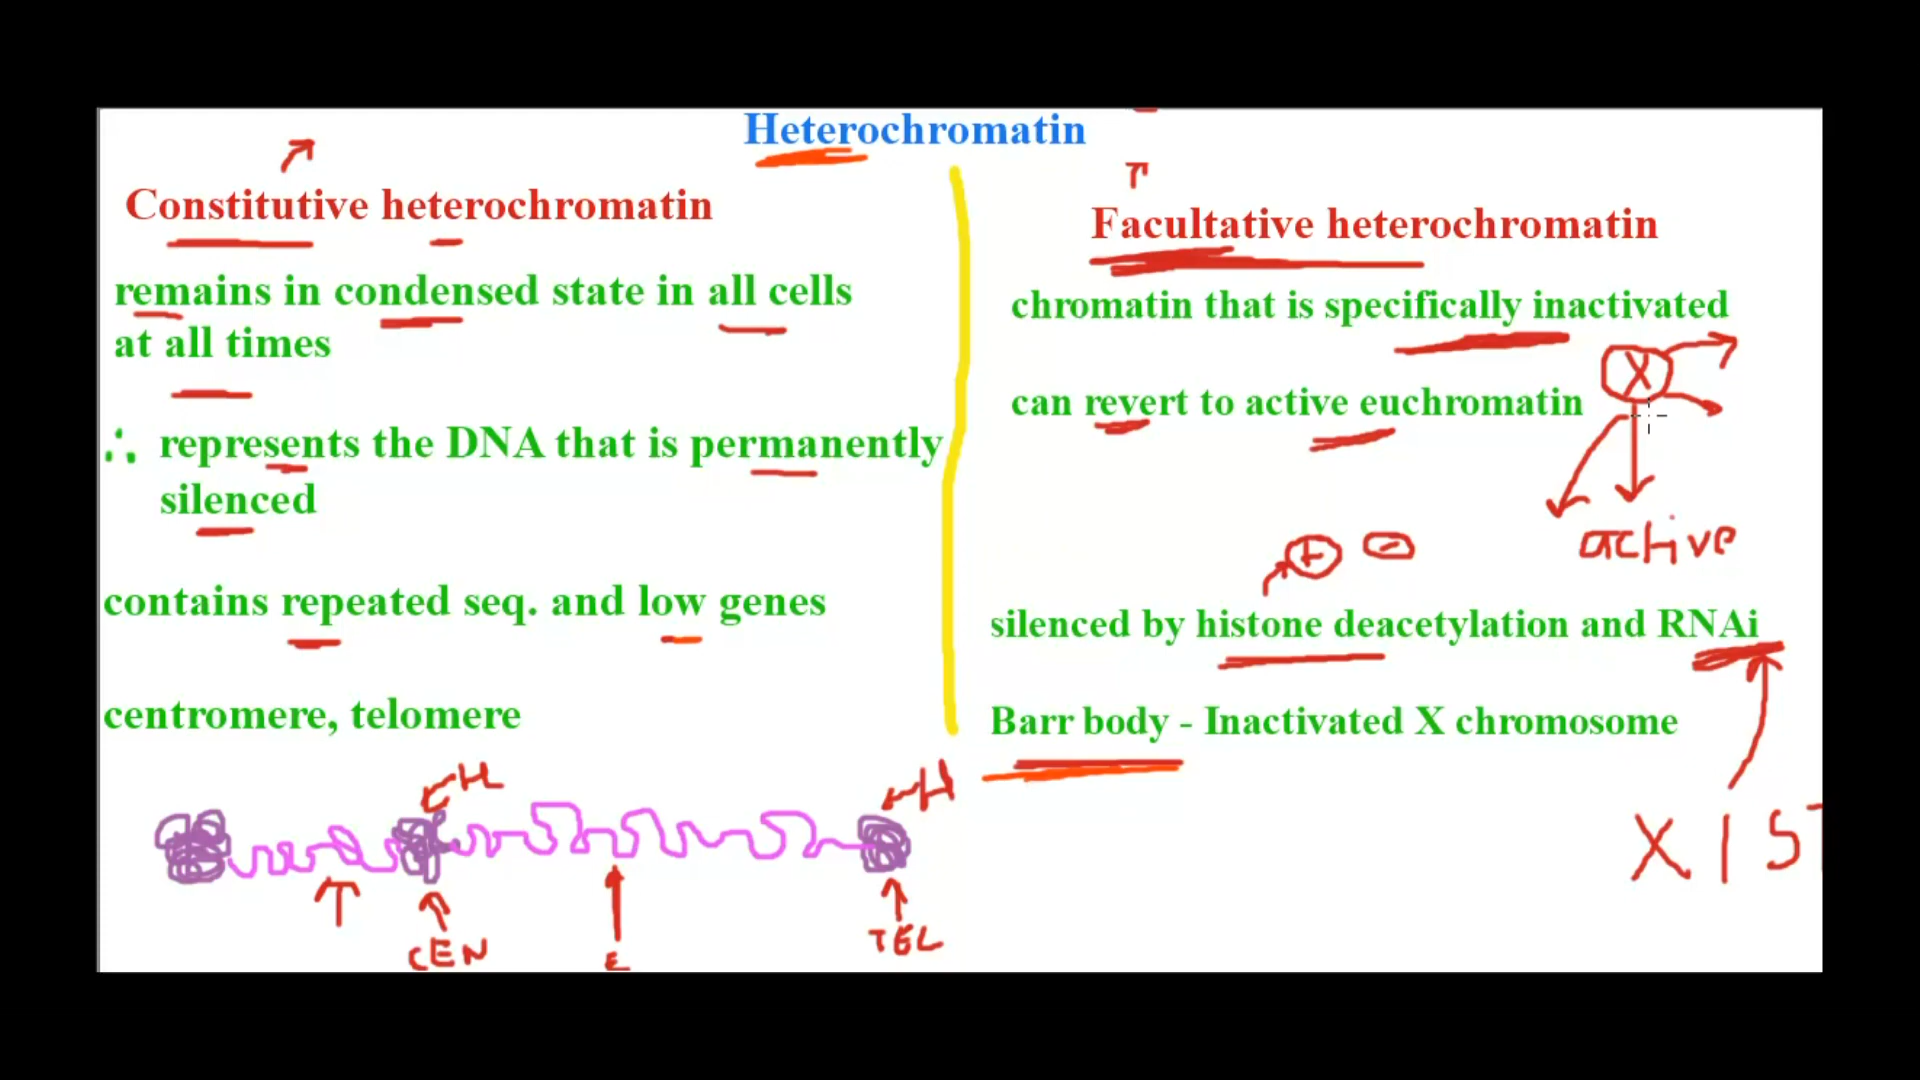 Heterochromatin
Constitutive heterochromatin
remains in condensed state in all cells
at all times
∴ represents the DNA that is permanently
silenced
contains repeated seq. and low genes
centromere, telomere
H
H
CEN
E
TEL
Facultative heterochromatin
chromatin that is specifically inactivated
can revert to active euchromatin
X
active
+ -
silenced by histone deacetylation and RNAi
Barr body - Inactivated X chromosome
XIST